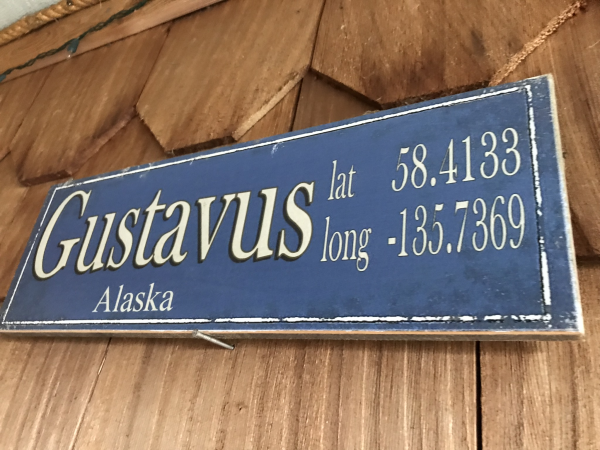 Gustavus
Alaska
lat 58.4133
long -135.7369